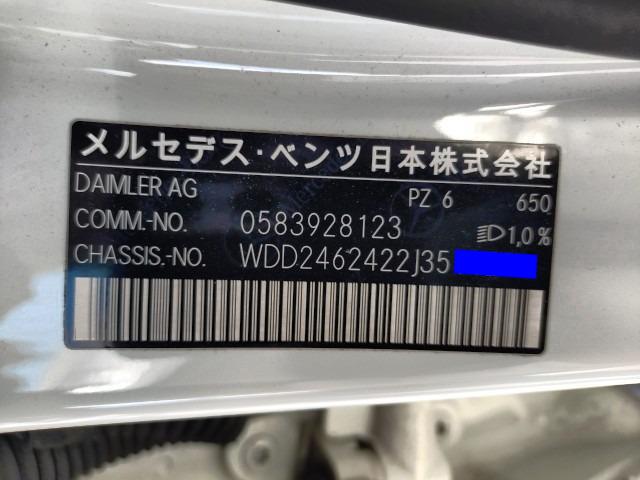 メルセデス・ベンツ日本株式会社
DAIMLER AG PZ 6 650
COMM.-NO. 0583928123 1,0%
CHASSIS.-NO. WDD2462422J35